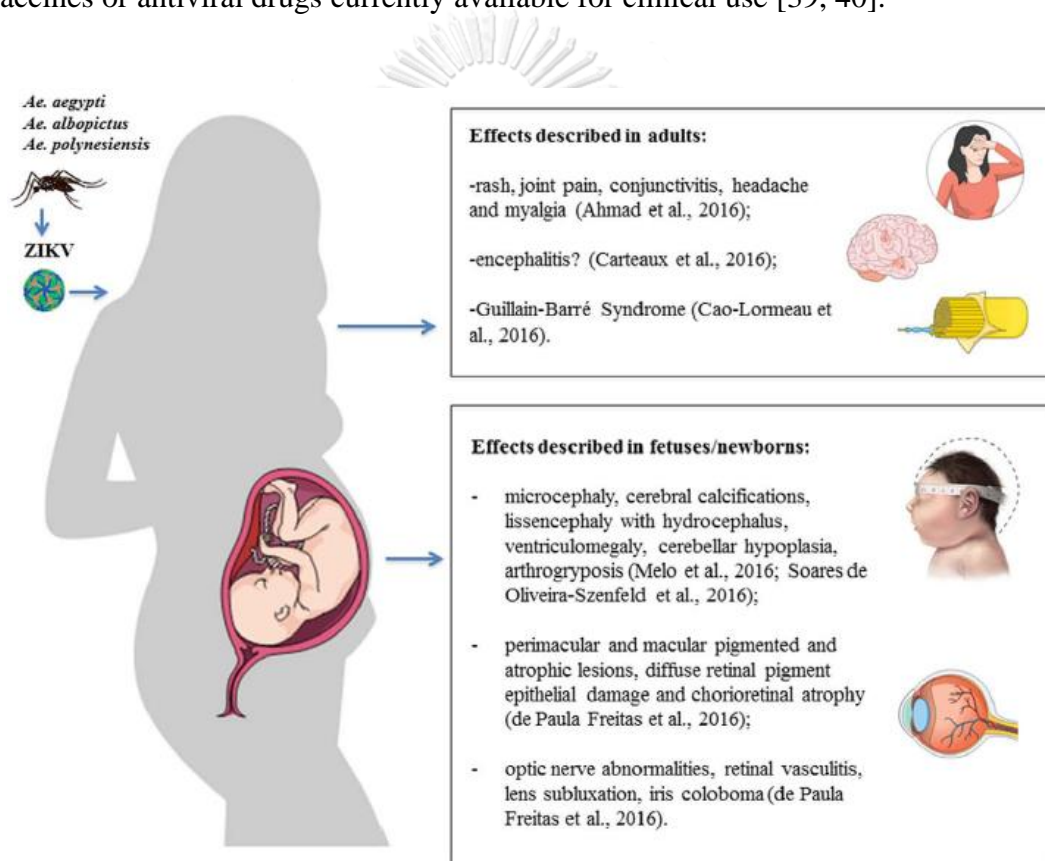 accines or antiviral drugs currently available for clinical use [39, 40].
Ae. aegypti
Ae. albopictus
Ae. polynesiensis
ZIKV
Effects described in adults:
-rash, joint pain, conjunctivitis, headache
and myalgia (Ahmad et al., 2016);
-encephalitis? (Carteaux et al., 2016);
-Guillain-Barré Syndrome (Cao-Lormeau et
al., 2016).
Effects described in fetuses/newborns:
- microcephaly, cerebral calcifications,
lissencephaly with hydrocephalus,
ventriculomegaly, cerebellar hypoplasia,
arthrogryposis (Melo et al., 2016; Soares de
Oliveira-Szenfeld et al., 2016);
- perimacular and macular pigmented and
atrophic lesions, diffuse retinal pigment
epithelial damage and chorioretinal atrophy
(de Paula Freitas et al., 2016);
- optic nerve abnormalities, retinal vasculitis,
lens subluxation, iris coloboma (de Paula
Freitas et al., 2016).